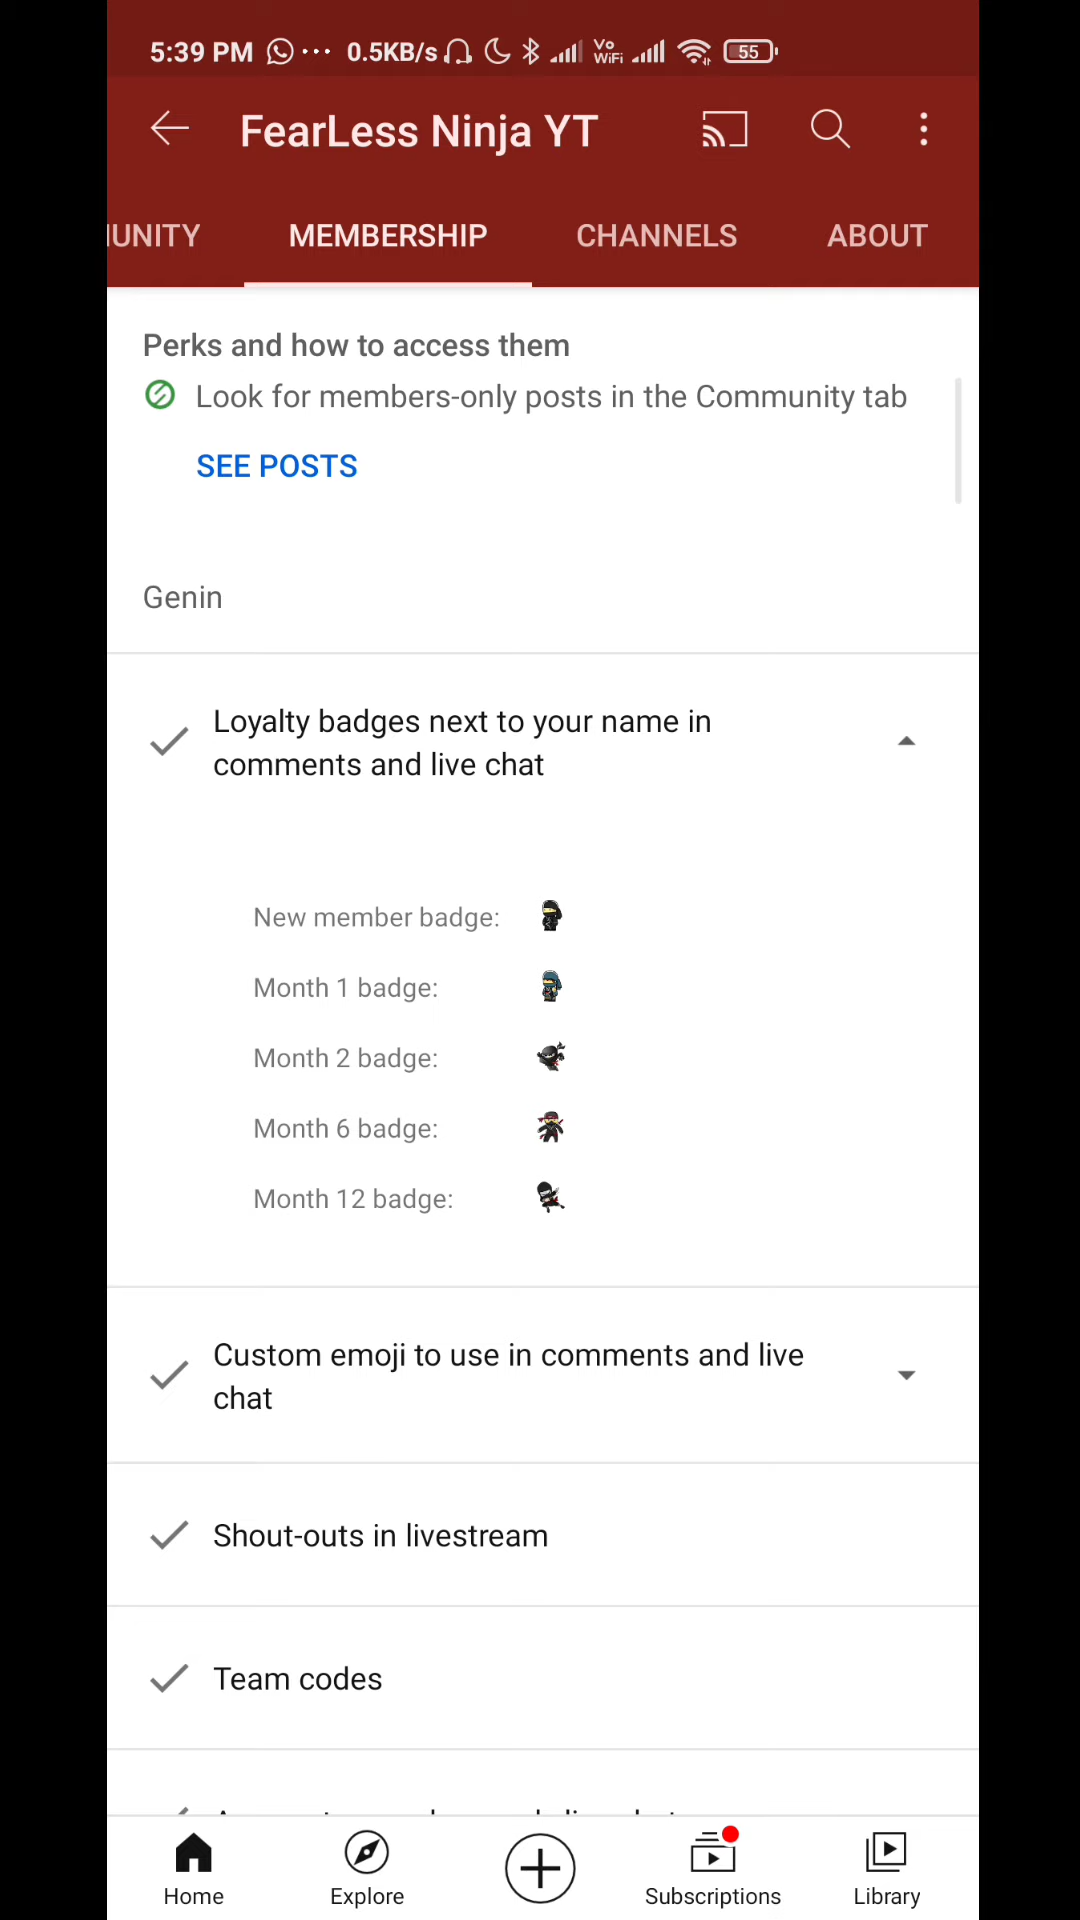 5:39 PM ... 0.5KB/s Vo WiFi 55
FearLess Ninja YT
UNITY MEMBERSHIP CHANNELS ABOUT
Perks and how to access them
Look for members-only posts in the Community tab
SEE POSTS
Genin
Loyalty badges next to your name in
comments and live chat
New member badge:
Month 1 badge:
Month 2 badge:
Month 6 badge:
Month 12 badge:
Custom emoji to use in comments and live
chat
Shout-outs in livestream
Team codes
Home Explore Subscriptions Library